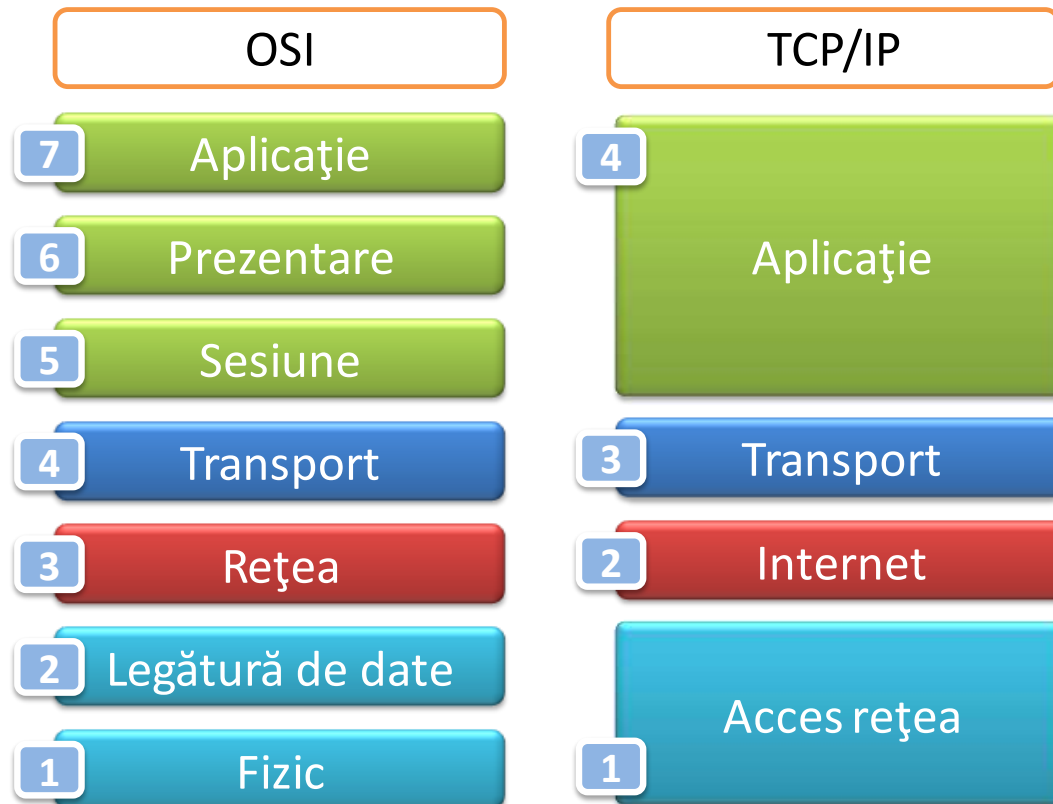 OSI
TCP/IP
7
Aplicaţie
6
Prezentare
5
Sesiune
4
Transport
3
Reţea
2
Legătură de date
1
Fizic
4
Aplicaţie
3
Transport
2
Internet
Acces reţea
1